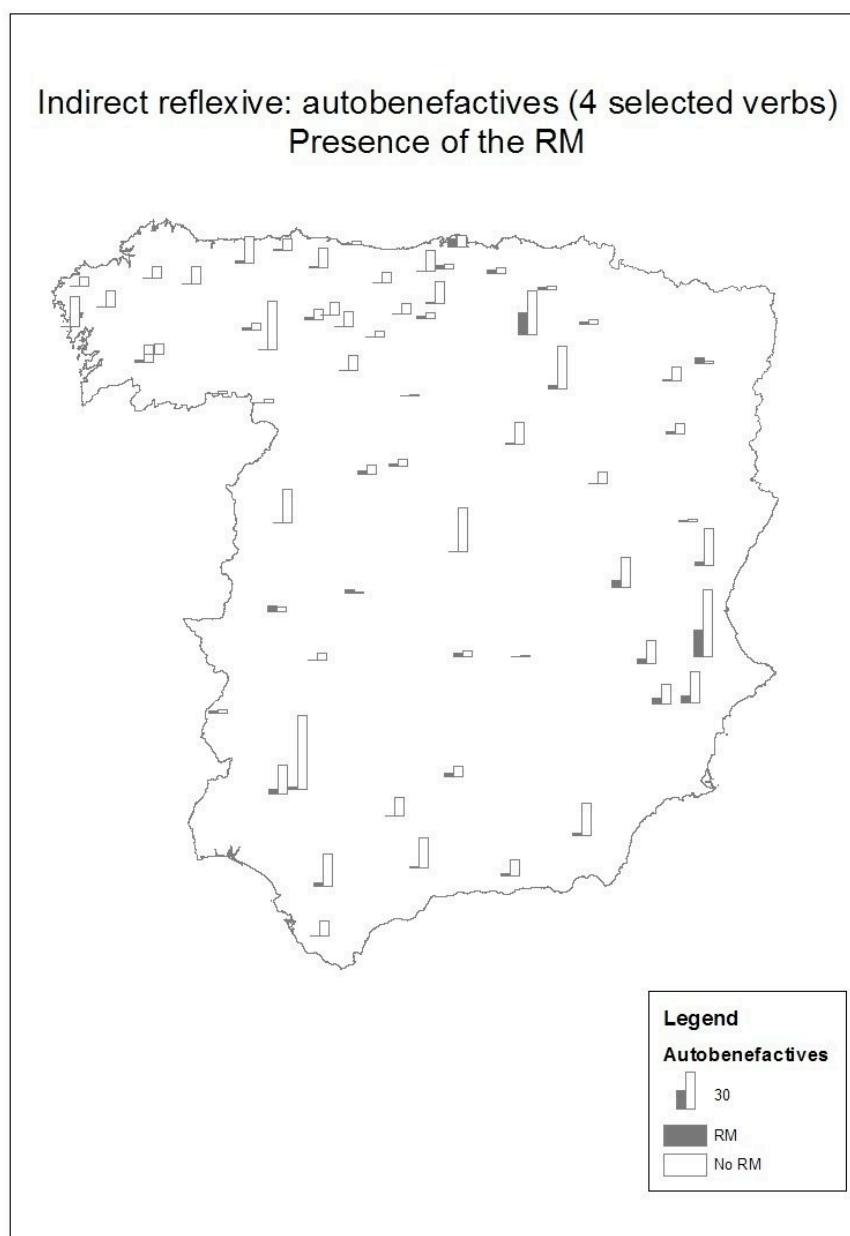 Indirect reflexive: autobenefactives (4 selected verbs)
Presence of the RM
Legend
Autobenefactives
30
RM
No RM